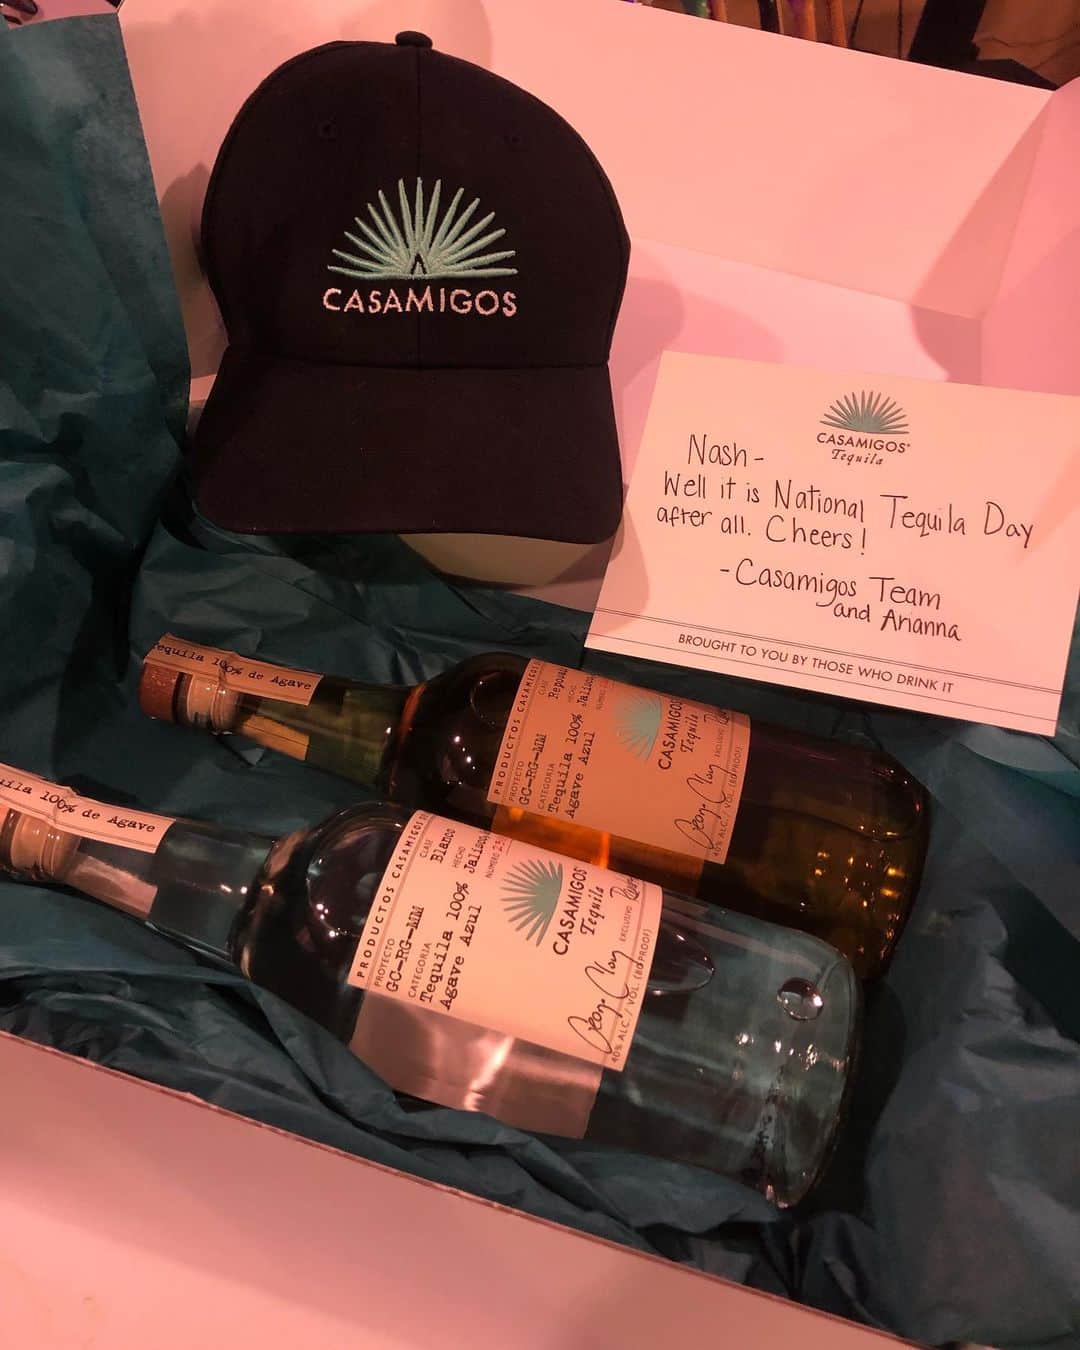 CASAMIGOS
CASAMIGOS®
Tequila
Nash-
Well it is National Tequila Day
after all. Cheers!
-Casamigos Team
and Arianna
BROUGHT TO YOU BY THOSE WHO DRINK IT
Tequila 100% de Agave
PRODUCTOS CASAMIGOS
CLASE
HECHO
Jalisco,
NUMERO
PROYECTO
GC-RG-MM
CATEGORIA
Tequila 100%
Agave Azul
CASAMIGOS
Tequila
EXCLUSIVO
40% ALC./VOL. (80 PROOF)
Tequila 100% de Agave
PRODUCTOS CASAMIGOS
CLASE
Blanco
HECHO
Jalisco,
NUMERO
PROYECTO
GC-RG-MM
CATEGORIA
Tequila 100%
Agave Azul
CASAMIGOS
Tequila
EXCLUSIVO
40% ALC./VOL. (80 PROOF)